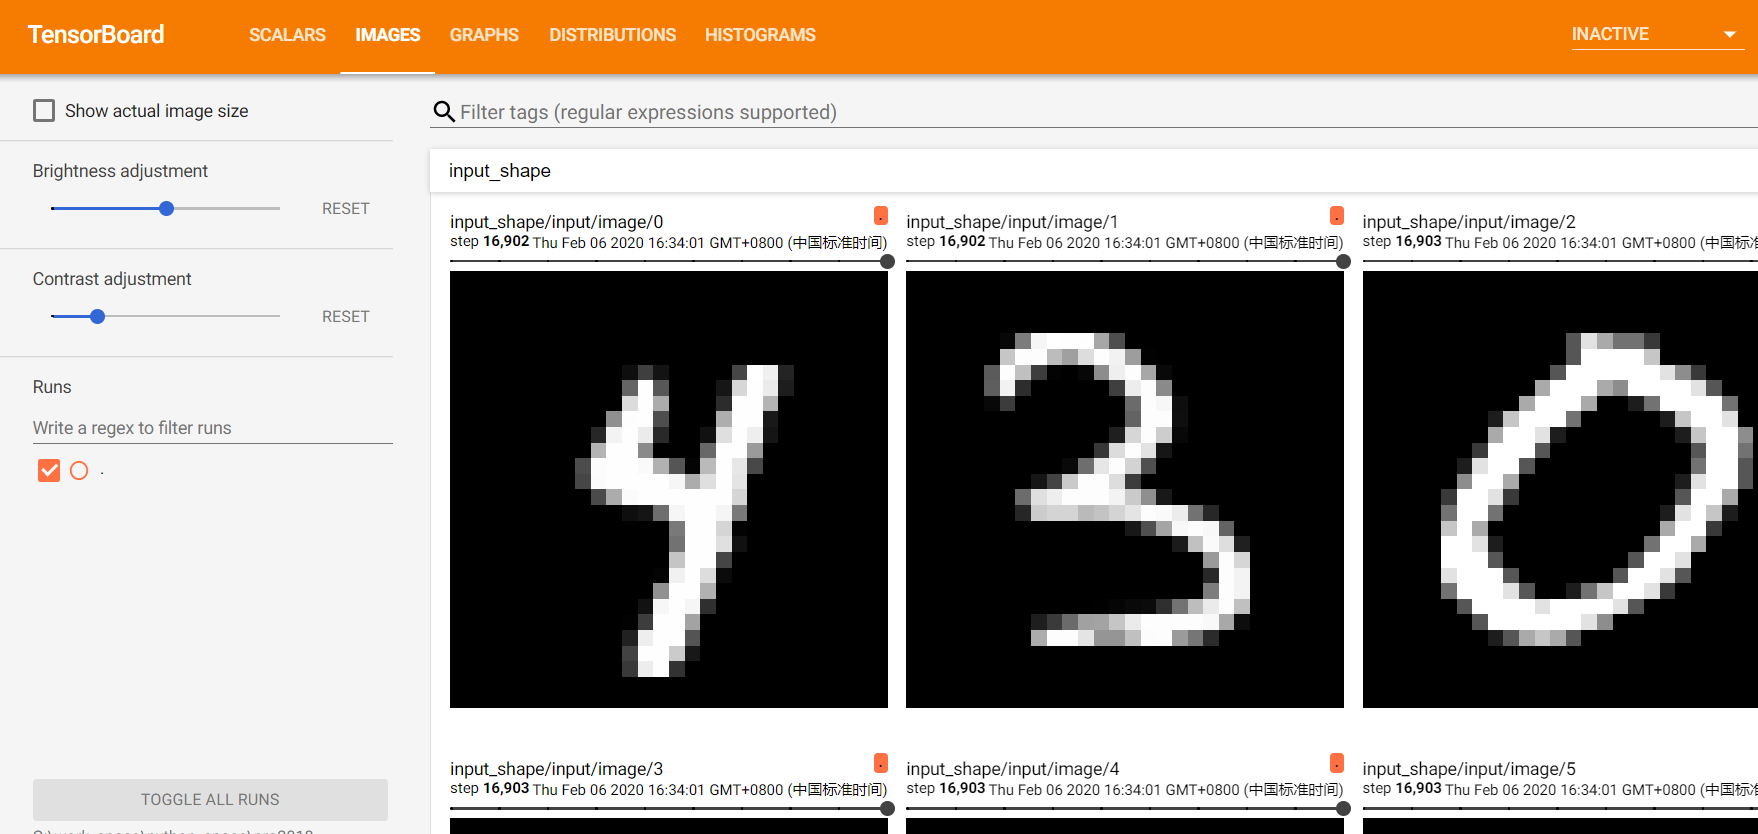 TensorBoard SCALARS IMAGES GRAPHS DISTRIBUTIONS HISTOGRAMS INACTIVE
Show actual image size
Filter tags (regular expressions supported)
Brightness adjustment
RESET
Contrast adjustment
RESET
Runs
Write a regex to filter runs
.
TOGGLE ALL RUNS
input_shape
input_shape/input/image/0
.
step 16,902 Thu Feb 06 2020 16:34:01 GMT+0800 (中国标准时间)
4
input_shape/input/image/1
.
step 16,902 Thu Feb 06 2020 16:34:01 GMT+0800 (中国标准时间)
3
input_shape/input/image/2
step 16,903 Thu Feb 06 2020 16:34:01 GMT+0800 (中国标
0
input_shape/input/image/3
.
step 16,903 Thu Feb 06 2020 16:34:01 GMT+0800 (中国标准时间)
input_shape/input/image/4
.
step 16,903 Thu Feb 06 2020 16:34:01 GMT+0800 (中国标准时间)
input_shape/input/image/5
step 16,903 Thu Feb 06 2020 16:34:01 GMT+0800 (中国标